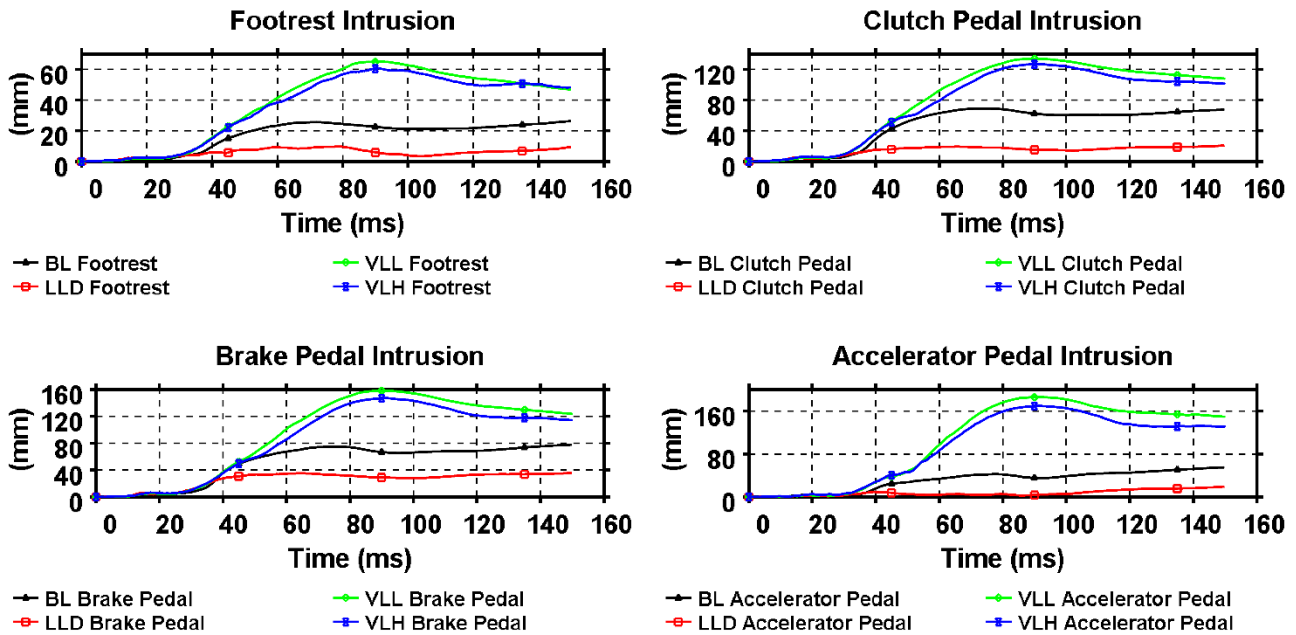 Footrest Intrusion
(mm)
60
40
20
0
0 20 40 60 80 100 120 140 160
Time (ms)
BL Footrest
VLL Footrest
LLD Footrest
VLH Footrest
Clutch Pedal Intrusion
(mm)
120
80
40
0
0 20 40 60 80 100 120 140 160
Time (ms)
BL Clutch Pedal
VLL Clutch Pedal
LLD Clutch Pedal
VLH Clutch Pedal
Brake Pedal Intrusion
(mm)
160
120
80
40
0
0 20 40 60 80 100 120 140 160
Time (ms)
BL Brake Pedal
VLL Brake Pedal
LLD Brake Pedal
VLH Brake Pedal
Accelerator Pedal Intrusion
(mm)
160
80
0
0 20 40 60 80 100 120 140 160
Time (ms)
BL Accelerator Pedal
VLL Accelerator Pedal
LLD Accelerator Pedal
VLH Accelerator Pedal